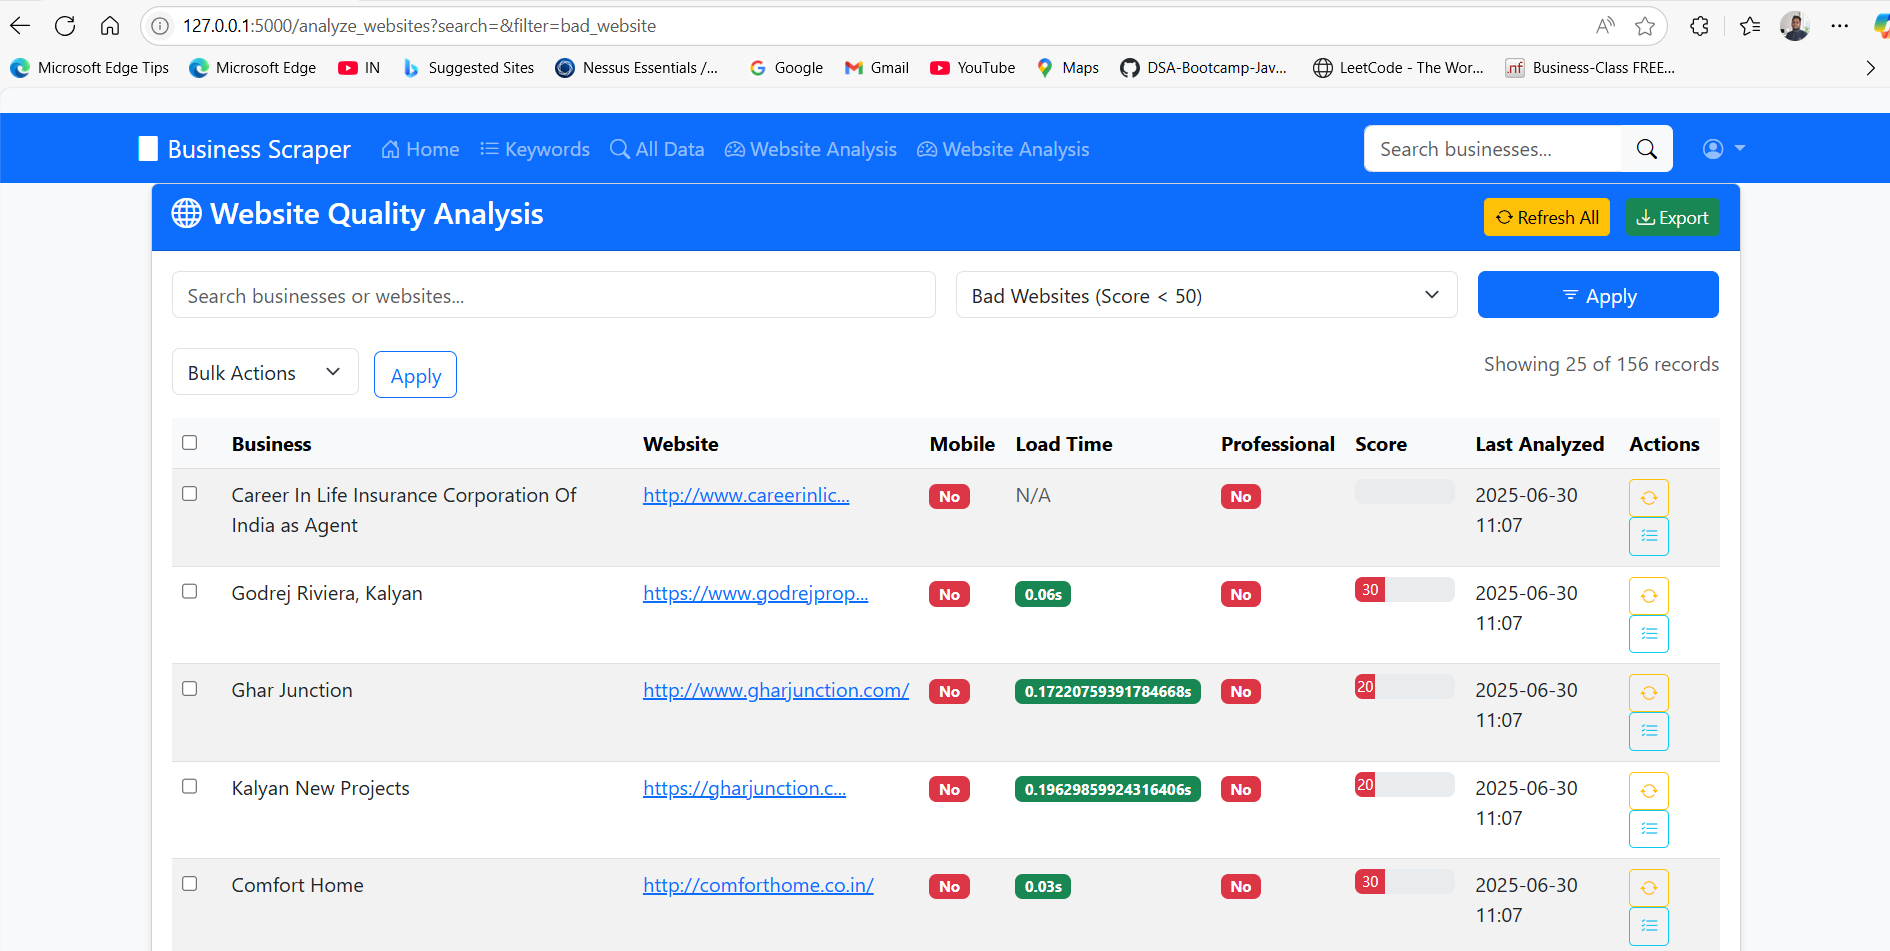 127.0.0.1:5000/analyze_websites?search=&filter=bad_website
Microsoft Edge Tips Microsoft Edge IN Suggested Sites Nessus Essentials /... Google Gmail YouTube Maps DSA-Bootcamp-Jav... LeetCode - The Wor... .nf Business-Class FREE...
Business Scraper Home Keywords All Data Website Analysis Website Analysis Search businesses...
Website Quality Analysis Refresh All Export
Search businesses or websites... Bad Websites (Score < 50) Apply
Bulk Actions Apply Showing 25 of 156 records
Business Website Mobile Load Time Professional Score Last Analyzed Actions
Career In Life Insurance Corporation Of http://www.careerinlic... No N/A No 2025-06-30
India as Agent 11:07
Godrej Riviera, Kalyan https://www.godrejprop... No 0.06s No 30 2025-06-30
11:07
Ghar Junction http://www.gharjunction.com/ No 0.17220759391784668s No 20 2025-06-30
11:07
Kalyan New Projects https://gharjunction.c... No 0.19629859924316406s No 20 2025-06-30
11:07
Comfort Home http://comforthome.co.in/ No 0.03s No 30 2025-06-30
11:07